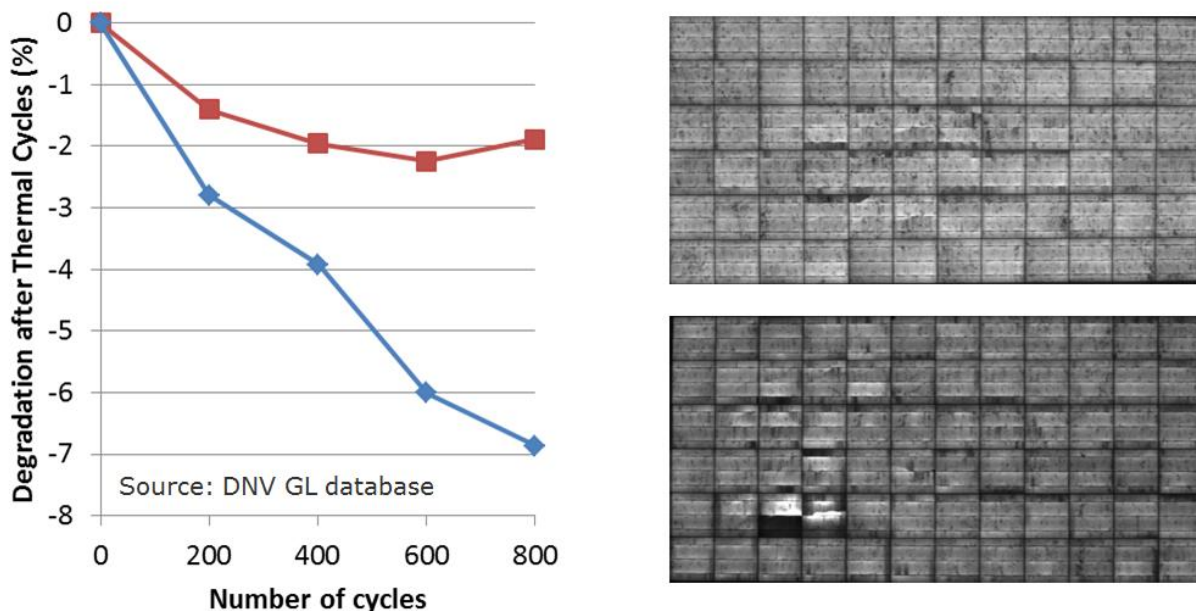 Degradation after Thermal Cycles (%)
0
-1
-2
-3
-4
-5
-6
-7
-8
Source: DNV GL database
0 200 400 600 800
Number of cycles